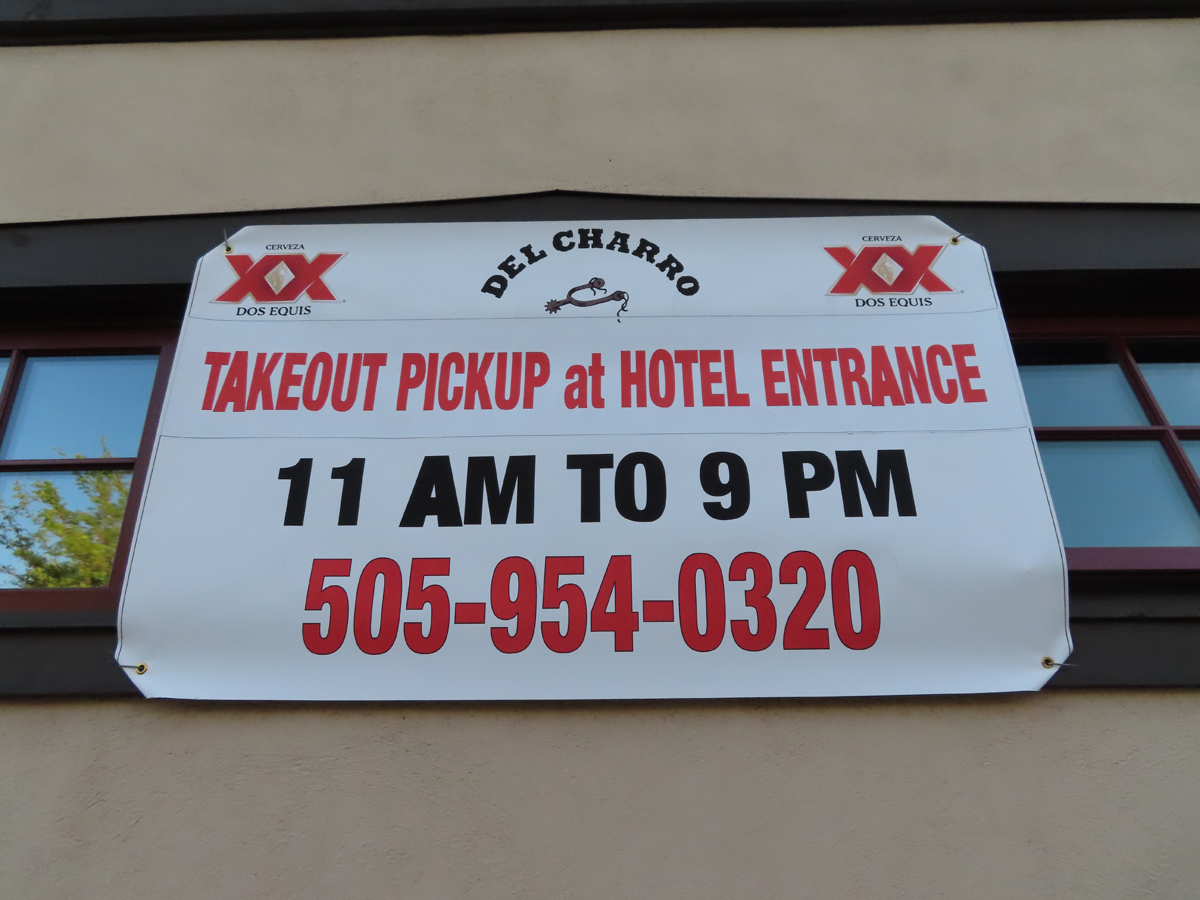 CERVEZA
XX
DOS EQUIS
DEL CHARRO
CERVEZA
XX
DOS EQUIS
TAKEOUT PICKUP at HOTEL ENTRANCE
11 AM TO 9 PM
505-954-0320